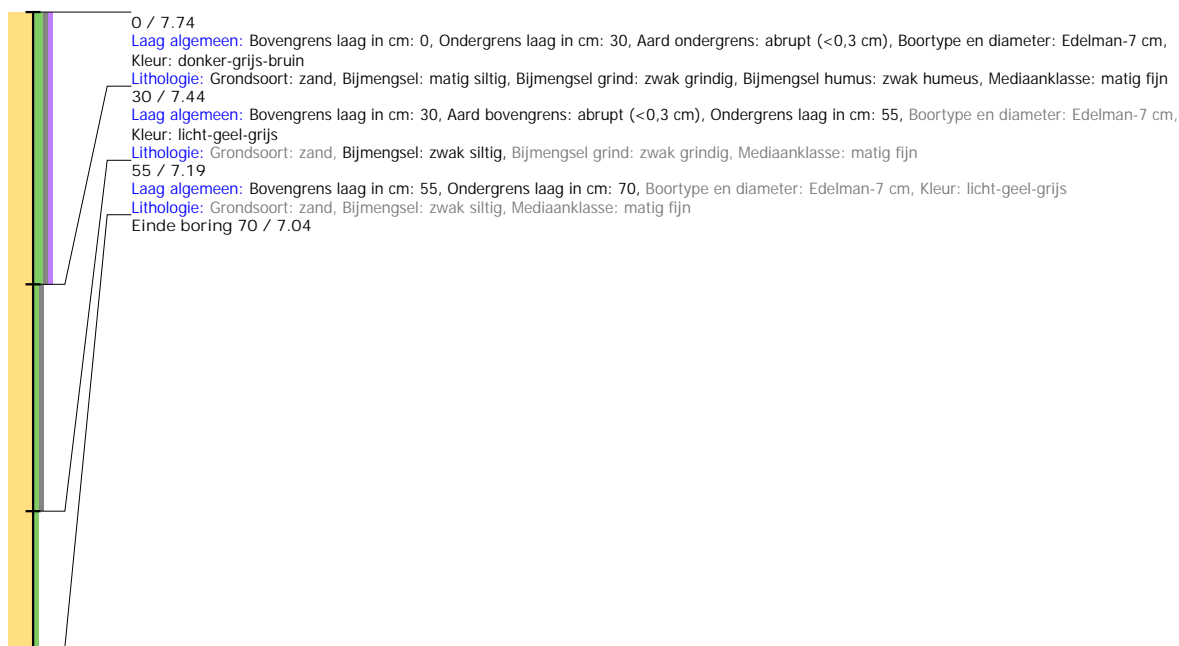 0 / 7.74
Laag algemeen: Bovengrens laag in cm: 0, Ondergrens laag in cm: 30, Aard ondergrens: abrupt (<0,3 cm), Boortype en diameter: Edelman-7 cm,
Kleur: donker-grijs-bruin
Lithologie: Grondsoort: zand, Bijmengsel: matig siltig, Bijmengsel grind: zwak grindig, Bijmengsel humus: zwak humeus, Mediaanklasse: matig fijn
30 / 7.44
Laag algemeen: Bovengrens laag in cm: 30, Aard bovengrens: abrupt (<0,3 cm), Ondergrens laag in cm: 55, Boortype en diameter: Edelman-7 cm,
Kleur: licht-geel-grijs
Lithologie: Grondsoort: zand, Bijmengsel: zwak siltig, Bijmengsel grind: zwak grindig, Mediaanklasse: matig fijn
55 / 7.19
Laag algemeen: Bovengrens laag in cm: 55, Ondergrens laag in cm: 70, Boortype en diameter: Edelman-7 cm, Kleur: licht-geel-grijs
Lithologie: Grondsoort: zand, Bijmengsel: zwak siltig, Mediaanklasse: matig fijn
Einde boring 70 / 7.04